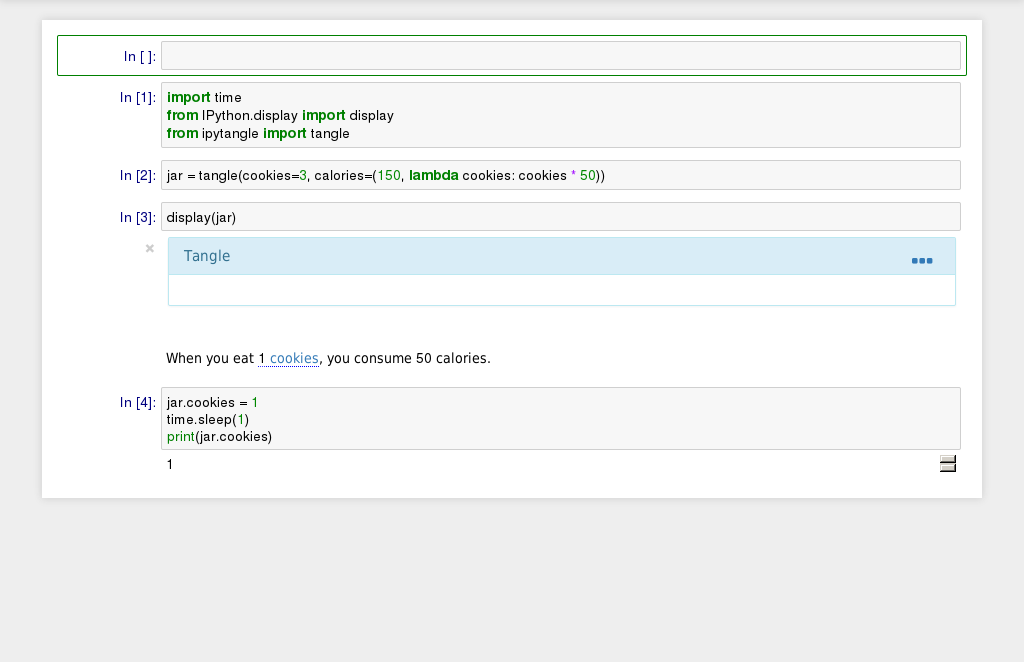 In [ ]:
In [1]: import time
from IPython.display import display
from ipytangle import tangle
In [2]: jar = tangle(cookies=3, calories=(150, lambda cookies: cookies * 50))
In [3]: display(jar)
Tangle
When you eat 1 cookies, you consume 50 calories.
In [4]: jar.cookies = 1
time.sleep(1)
print(jar.cookies)
1